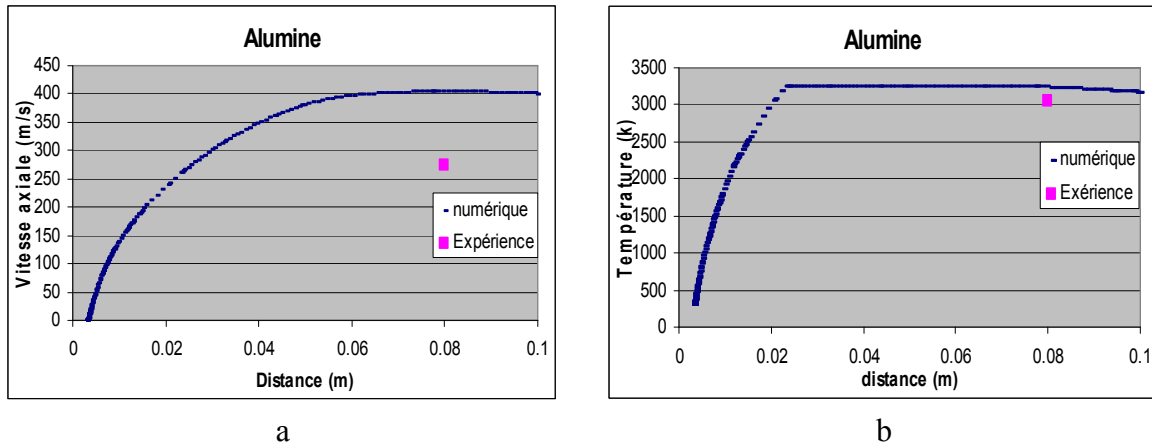 Alumine
Vitesse axiale (m/s)
450
400
350
300
250
200
150
100
50
0
0 0.02 0.04 0.06 0.08 0.1
Distance (m)
numérique
Expérience
a
Alumine
Température (k)
3500
3000
2500
2000
1500
1000
500
0
0 0.02 0.04 0.06 0.08 0.1
distance (m)
numérique
Exérience
b